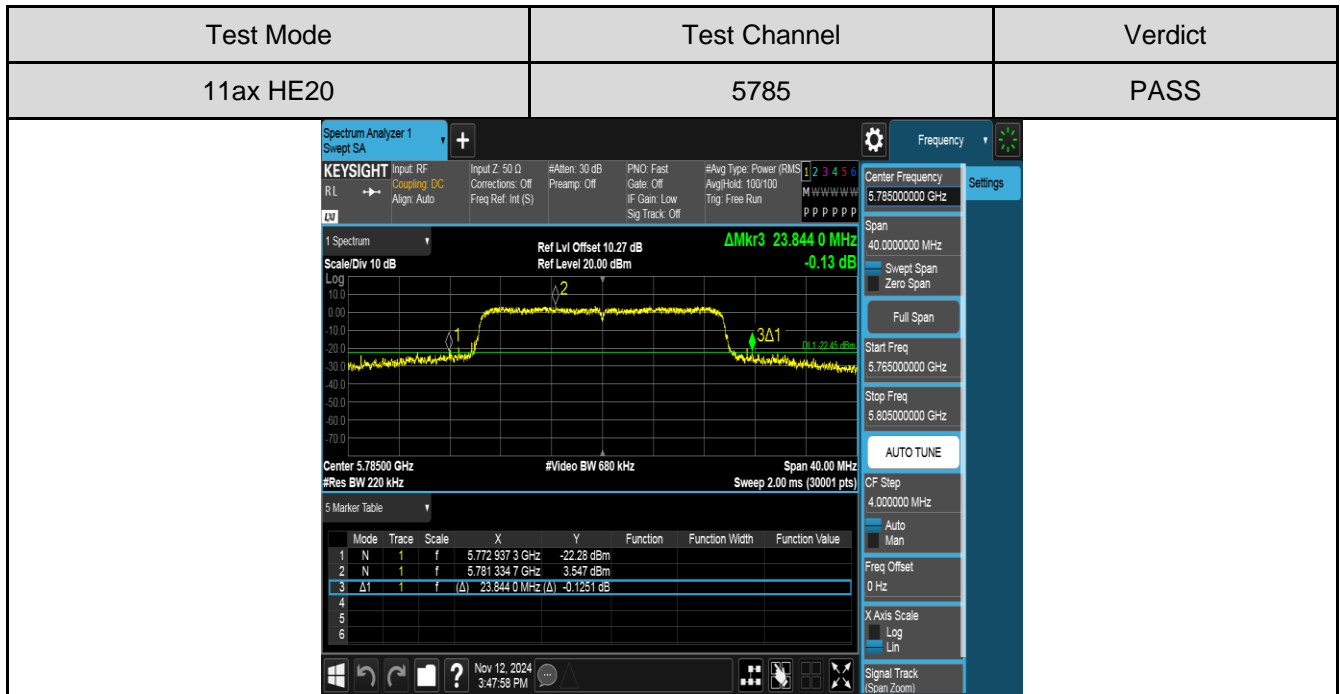 Test Mode Test Channel Verdict
11ax HE20 5785 PASS
Spectrum Analyzer 1
Swept SA
+
Frequency
KEYSIGHT Input: RF Input Z: 50 Ω #Atten: 30 dB PNO: Fast #Avg Type: Power (RMS 1 2 3 4 5 6
RL Coupling: DC Corrections: Off Preamp: Off Gate: Off Avg|Hold: 100/100 M W W W W W
Align: Auto Freq Ref: Int (S) IF Gain: Low Trig: Free Run
LXI Sig Track: Off P P P P P P
Center Frequency
5.785000000 GHz
Settings
1 Spectrum
Ref Lvl Offset 10.27 dB ΔMkr3 23.844 0 MHz
Scale/Div 10 dB Ref Level 20.00 dBm -0.13 dB
Log
10.0
0.00
-10.0
-20.0
-30.0
-40.0
-50.0
-60.0
-70.0
2
1
3Δ1
DL1 -22.45 dBm
Center 5.78500 GHz #Video BW 680 kHz Span 40.00 MHz
#Res BW 220 kHz Sweep 2.00 ms (30001 pts)
5 Marker Table
Mode Trace Scale X Y Function Function Width Function Value
1 N 1 f 5.772 937 3 GHz -22.28 dBm
2 N 1 f 5.781 334 7 GHz 3.547 dBm
3 Δ1 1 f (Δ) 23.844 0 MHz (Δ) -0.1251 dB
4
5
6
Span
40.0000000 MHz
Swept Span
Zero Span
Full Span
Start Freq
5.765000000 GHz
Stop Freq
5.805000000 GHz
AUTO TUNE
CF Step
4.000000 MHz
Auto
Man
Freq Offset
0 Hz
X Axis Scale
Log
Lin
Signal Track
(Span Zoom)
? Nov 12, 2024
3:47:58 PM